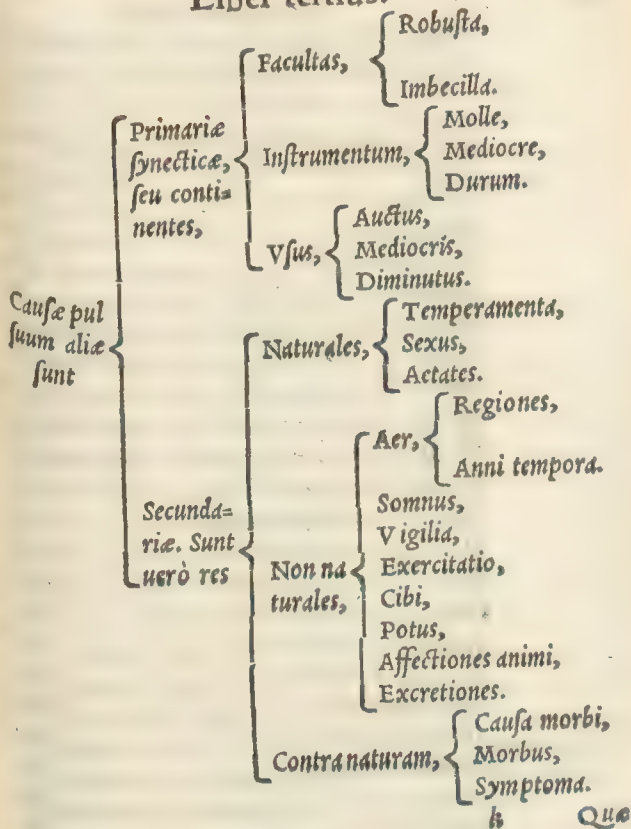 Liber tertius.
Causæ pul
suum aliæ
sunt
Primariæ
synecticæ,
seu conti=
nentes,
Facultas,
Robusta,
Imbecilla.
Instrumentum,
Molle,
Mediocre,
Durum.
Vsus,
Auctus,
Mediocris,
Diminutus.
Secunda=
riæ. Sunt
uerò res
Naturales,
Temperamenta,
Sexus,
Aetates.
Non na
turales,
Aer,
Regiones,
Anni tempora.
Somnus,
Vigilia,
Exercitatio,
Cibi,
Potus,
Affectiones animi,
Excretiones.
Contra naturam,
Causa morbi,
Morbus,
Symptoma.
h Quæ